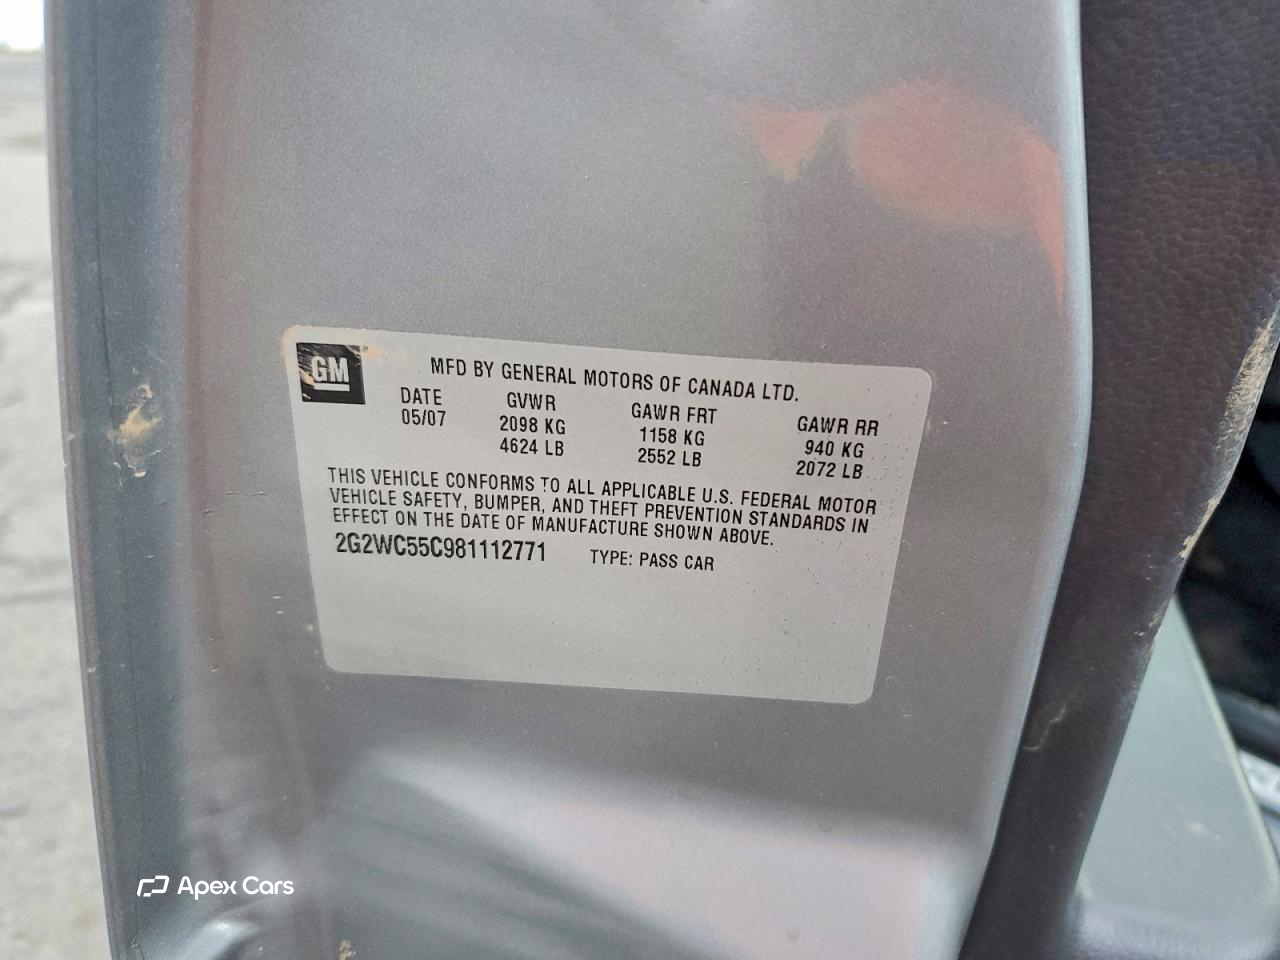 GM
MFD BY GENERAL MOTORS OF CANADA LTD.
DATE GVWR GAWR FRT GAWR RR
05/07 2098 KG 1158 KG 940 KG
4624 LB 2552 LB 2072 LB
THIS VEHICLE CONFORMS TO ALL APPLICABLE U.S. FEDERAL MOTOR
VEHICLE SAFETY, BUMPER, AND THEFT PREVENTION STANDARDS IN
EFFECT ON THE DATE OF MANUFACTURE SHOWN ABOVE.
2G2WC55C981112771 TYPE: PASS CAR
Apex Cars